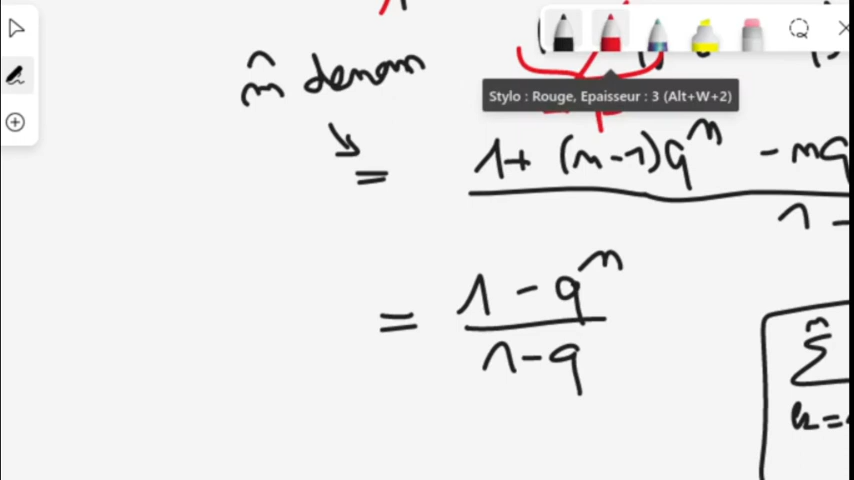 m̂ denom
Stylo : Rouge, Epaisseur : 3 (Alt+W+2)
= 1 + (n-1)q^n - nq
1 -
= 1 - q^n
1 - q
n
Σ
k=